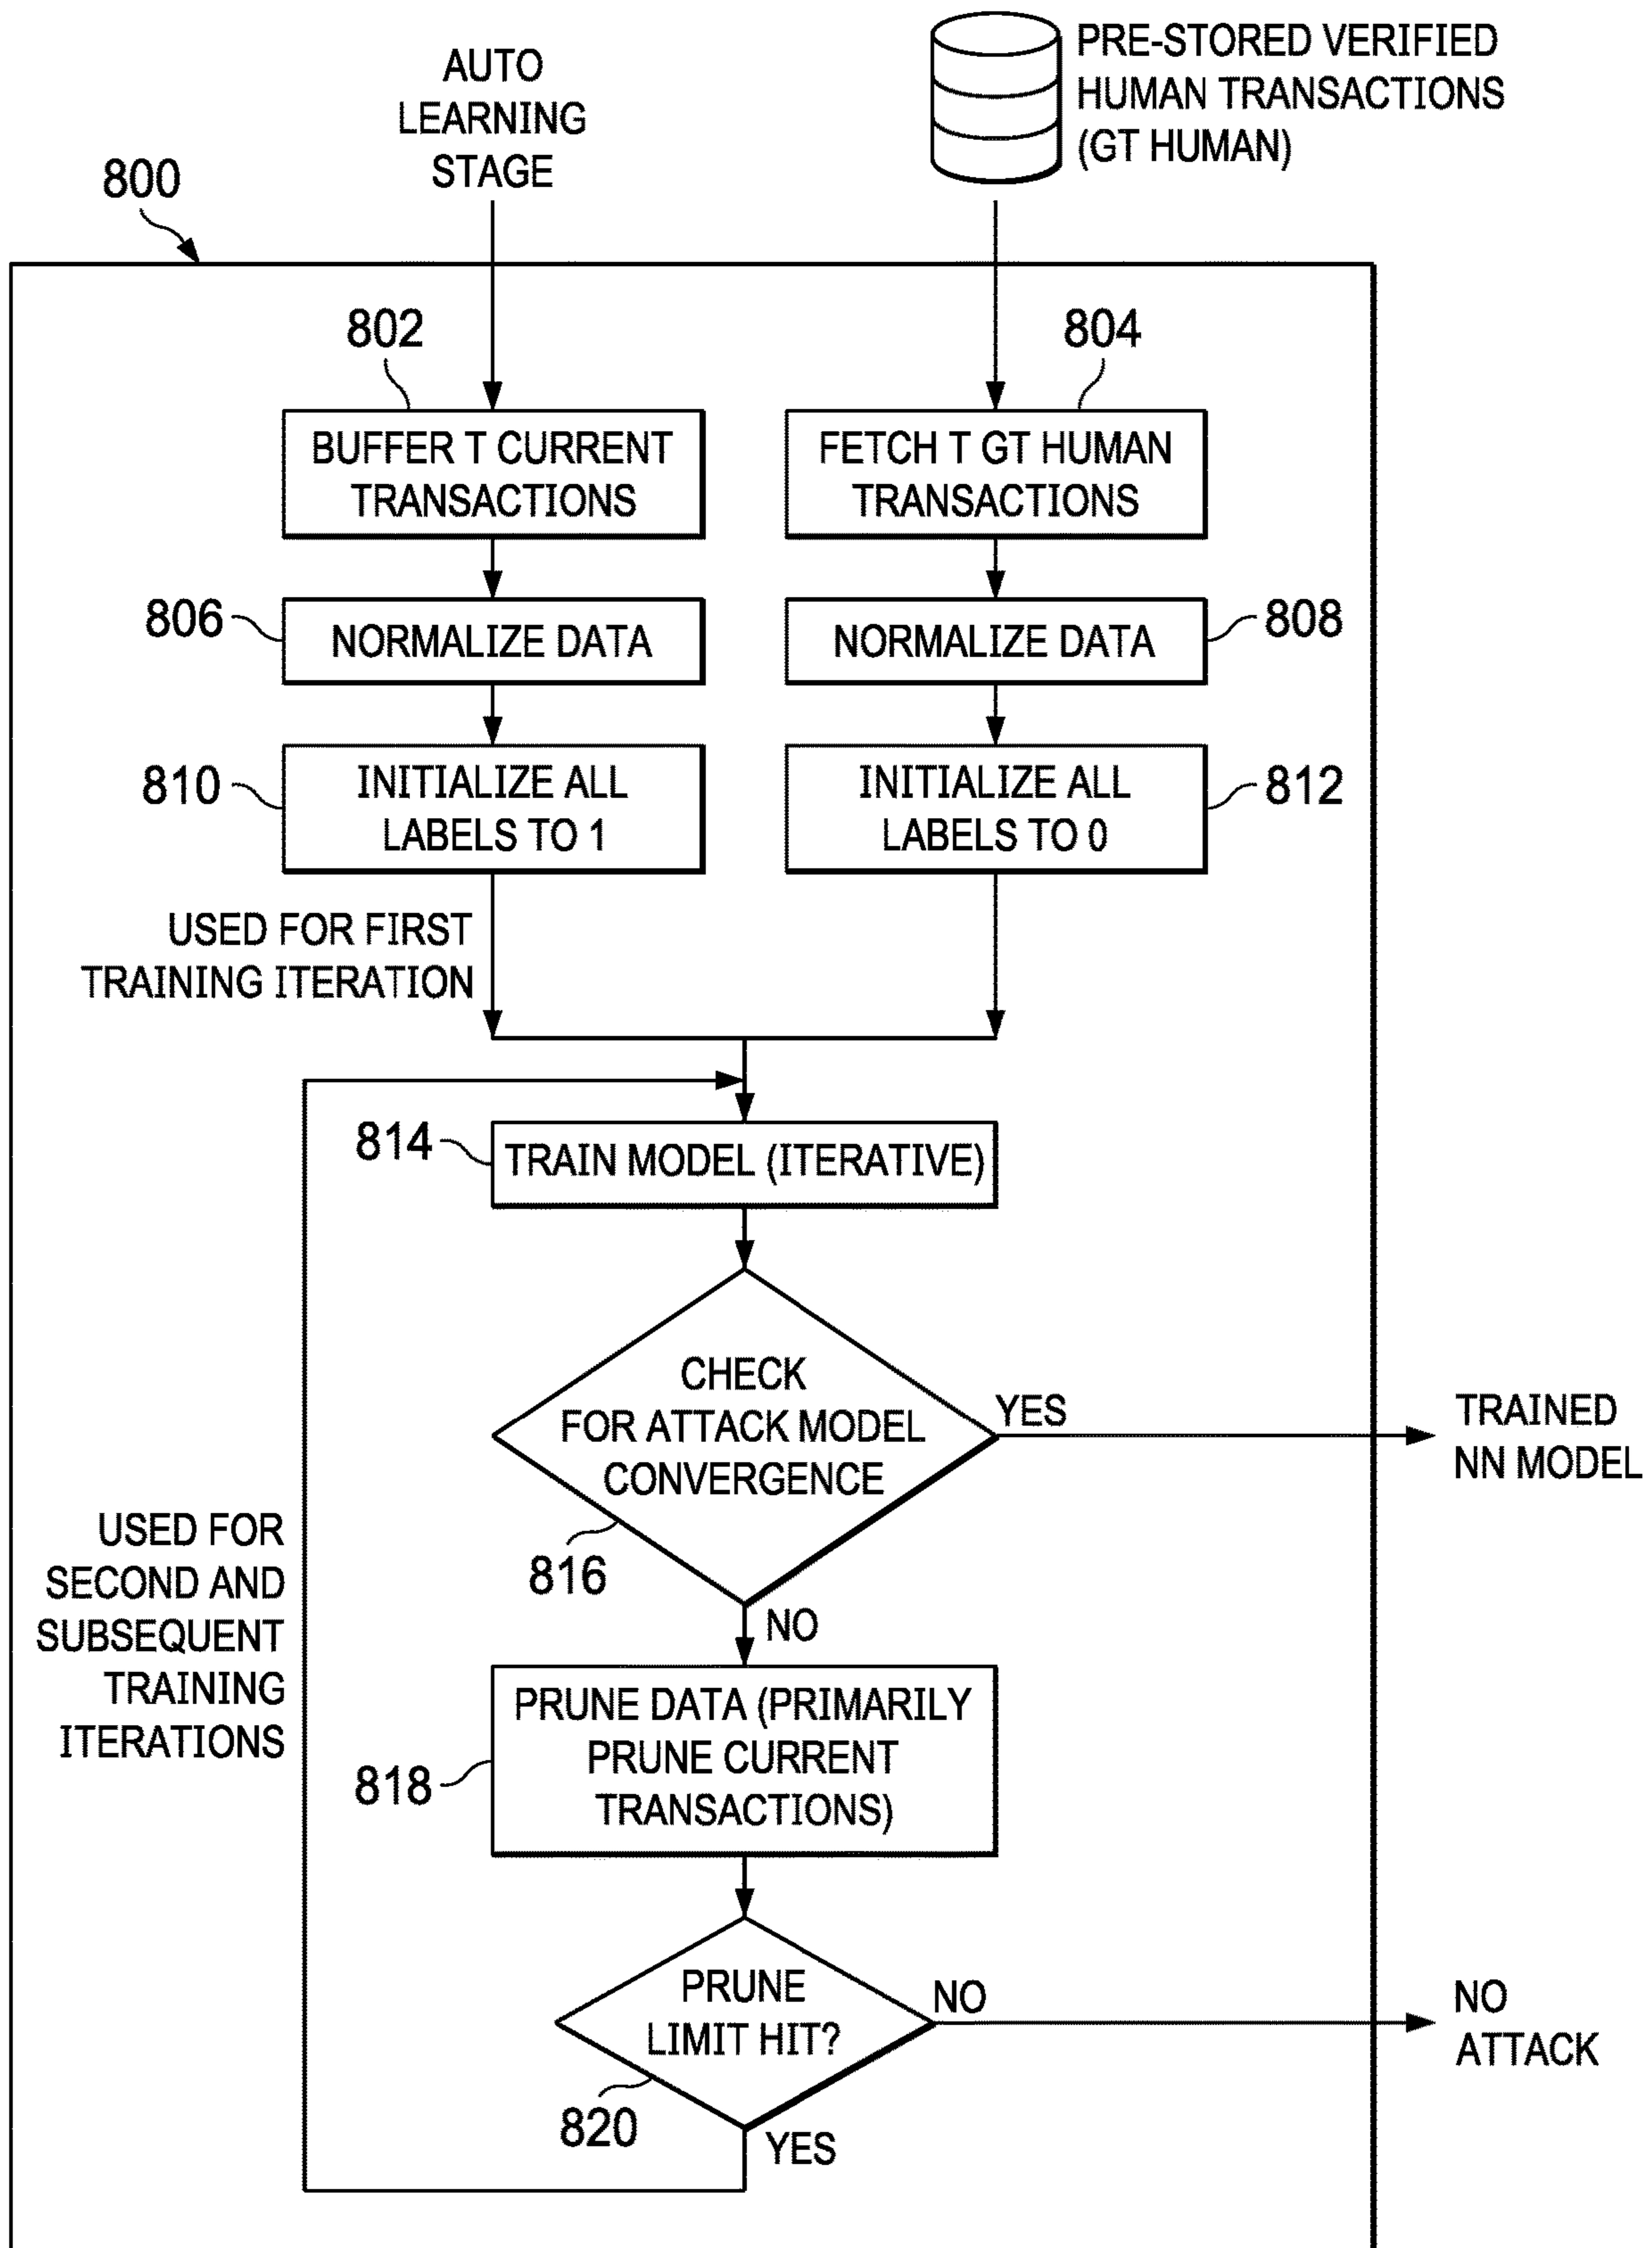 AUTO
LEARNING
STAGE
PRE-STORED VERIFIED
HUMAN TRANSACTIONS
(GT HUMAN)
800
802
804
BUFFER T CURRENT
TRANSACTIONS
FETCH T GT HUMAN
TRANSACTIONS
806
NORMALIZE DATA
NORMALIZE DATA
808
810
INITIALIZE ALL
LABELS TO 1
INITIALIZE ALL
LABELS TO 0
812
USED FOR FIRST
TRAINING ITERATION
814
TRAIN MODEL (ITERATIVE)
CHECK
FOR ATTACK MODEL
CONVERGENCE
YES
TRAINED
NN MODEL
816
NO
USED FOR
SECOND AND
SUBSEQUENT
TRAINING
ITERATIONS
PRUNE DATA (PRIMARILY
PRUNE CURRENT
TRANSACTIONS)
818
PRUNE
LIMIT HIT?
NO
NO
ATTACK
820
YES